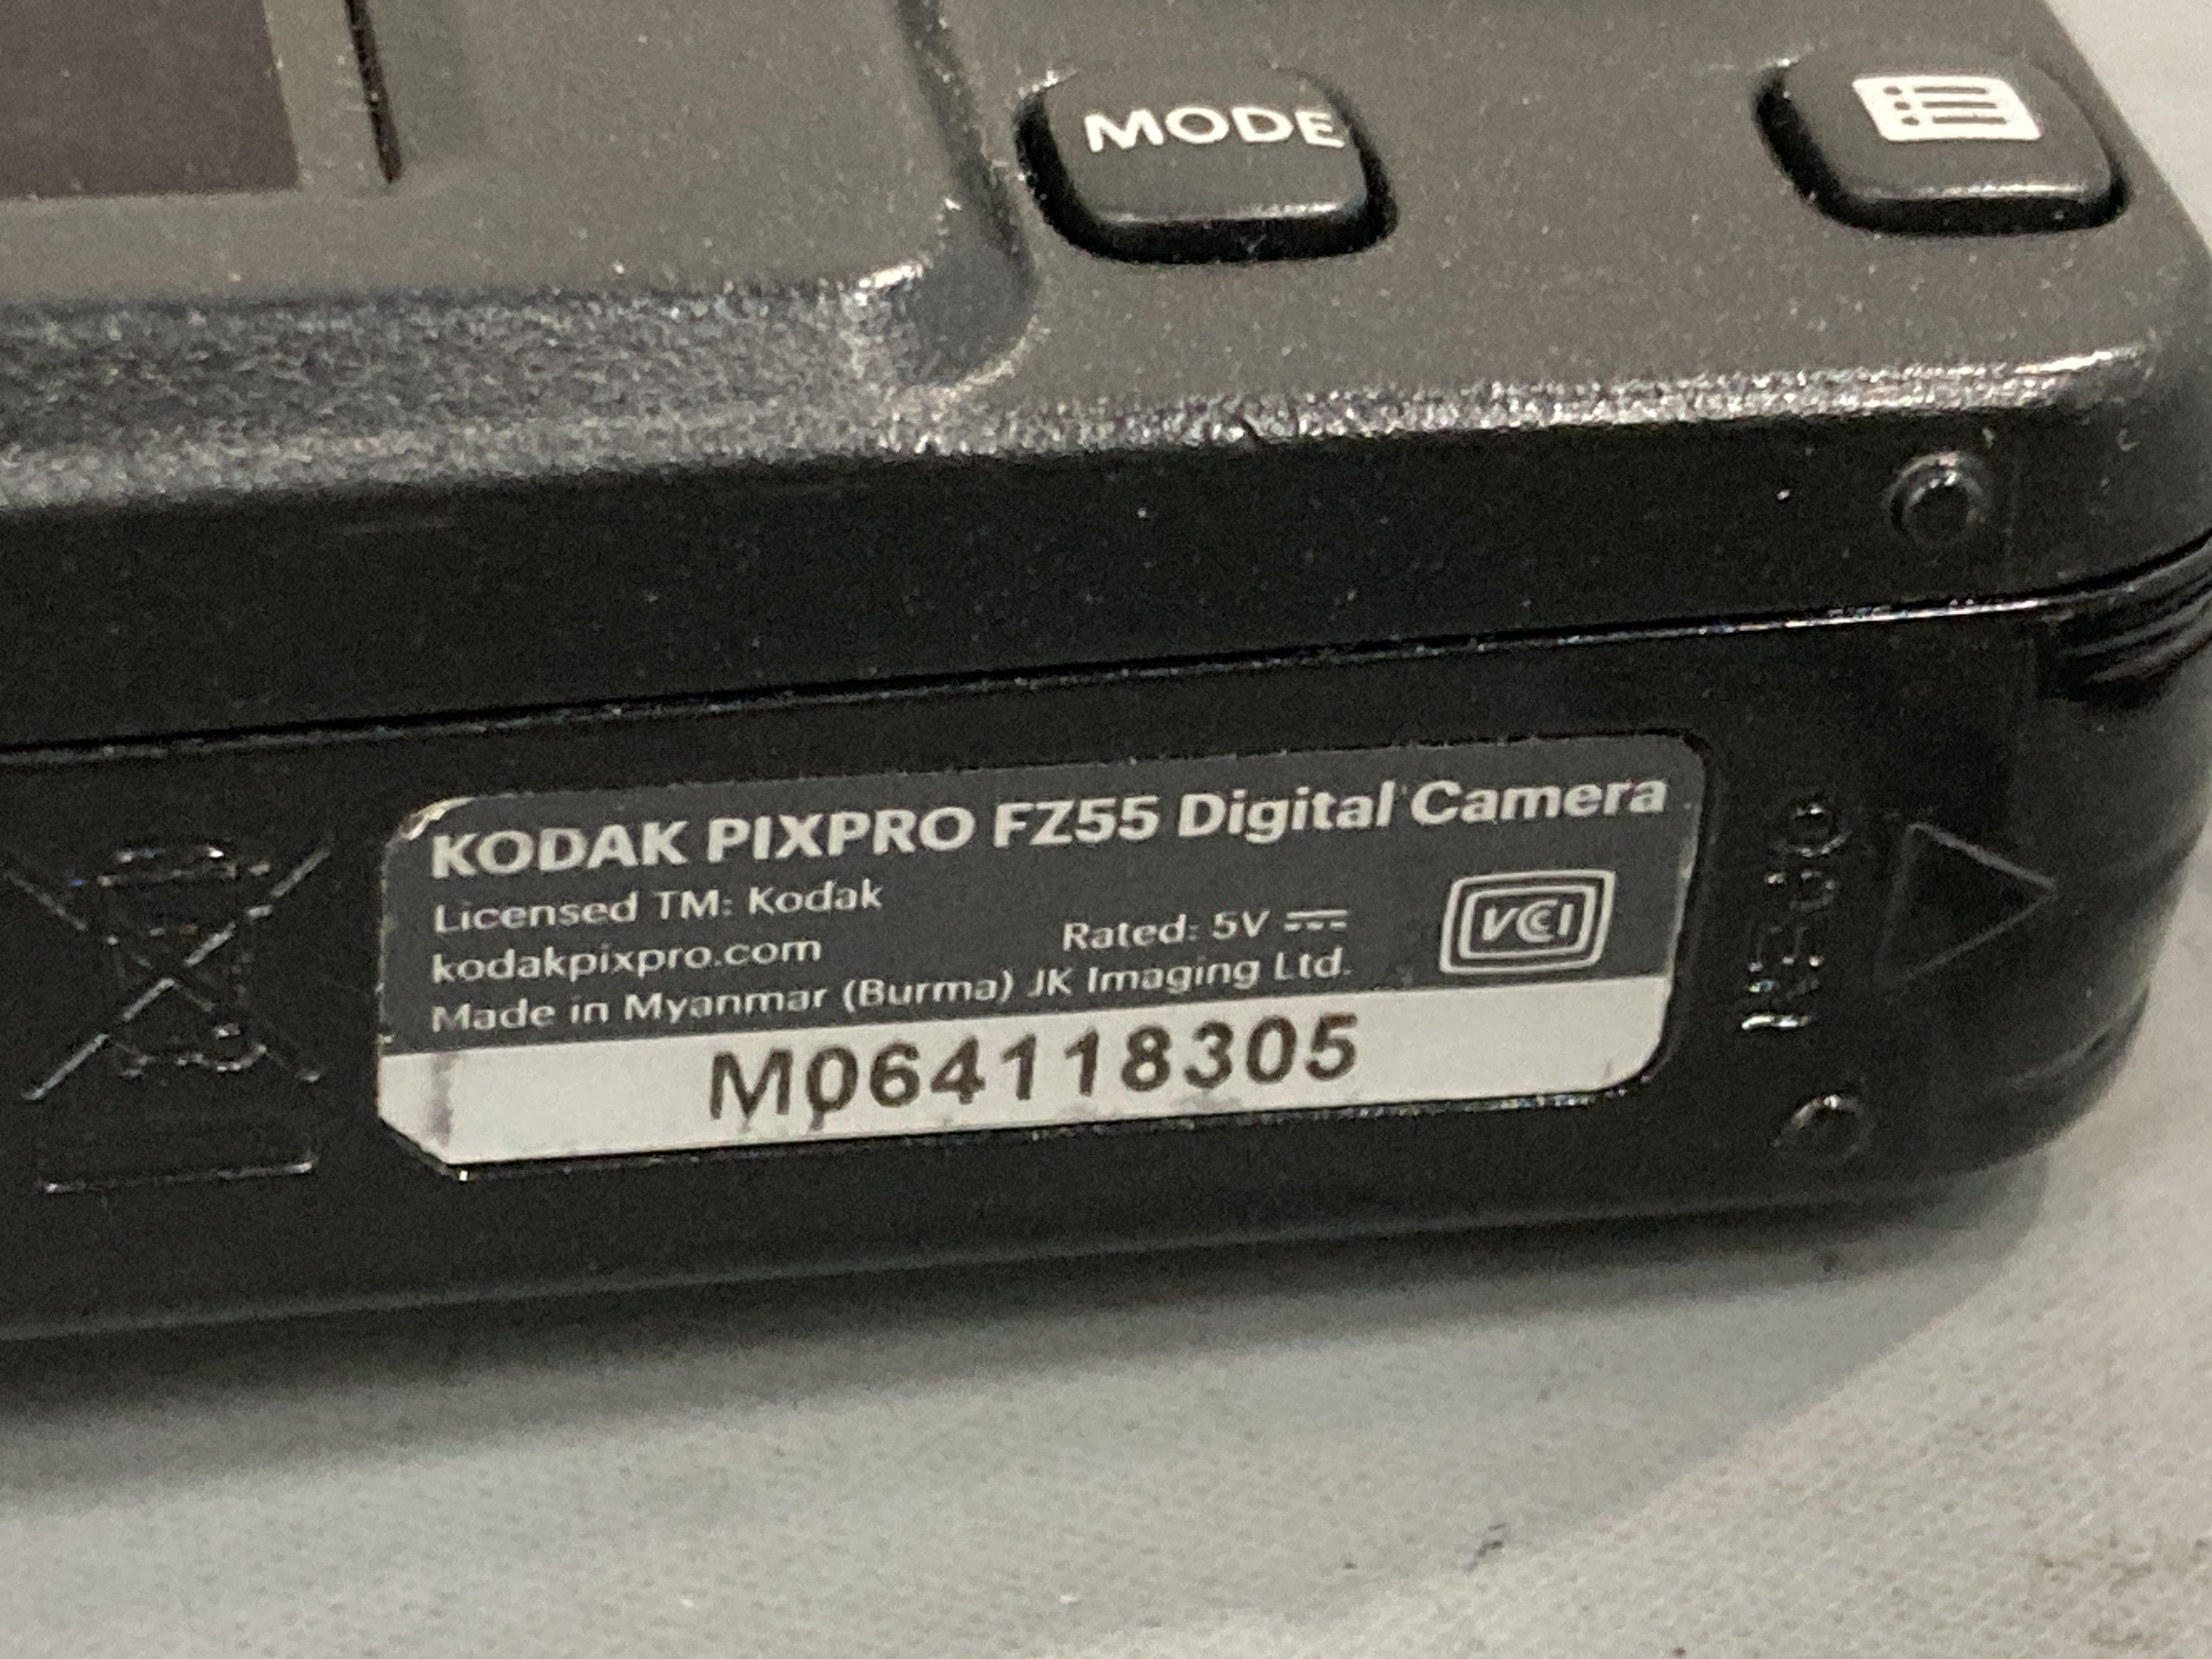 MODE
KODAK PIXPRO FZ55 Digital Camera
Licensed TM: Kodak
kodakpixpro.com
Rated: 5V
Made in Myanmar (Burma) JK Imaging Ltd.
VCCI
M064118305